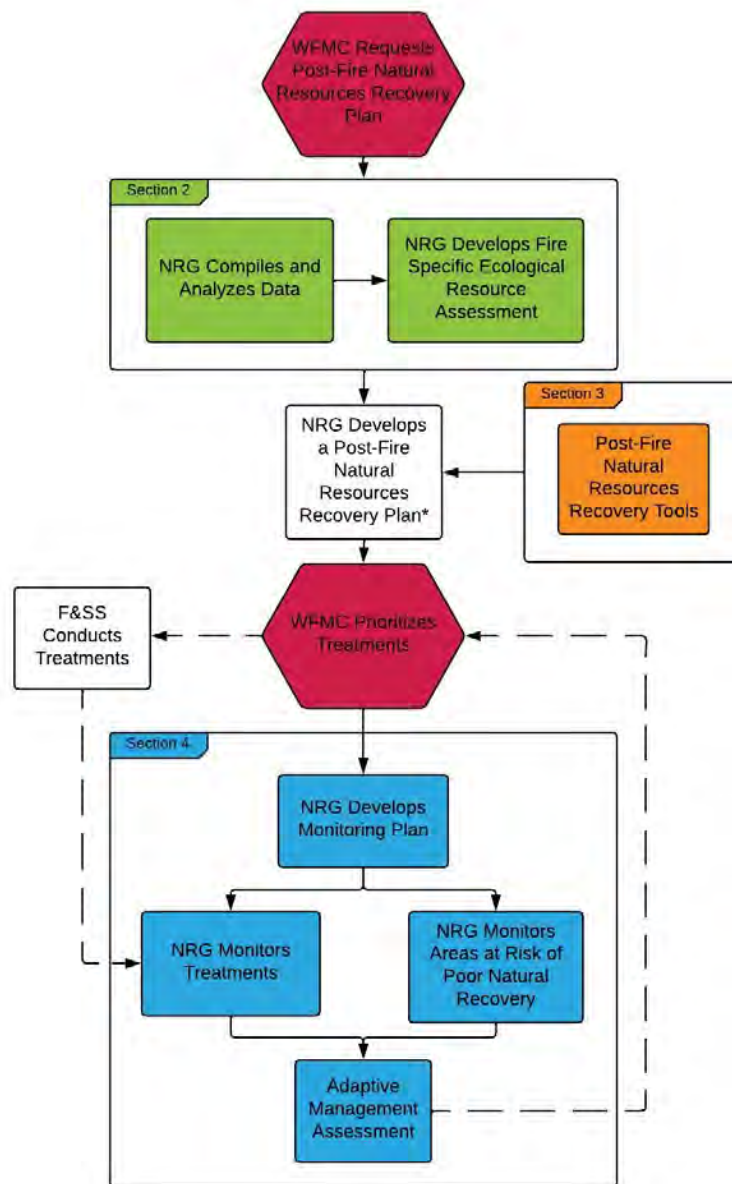 WFMC Requests
Post-Fire Natural
Resources Recovery
Plan
Section 2
NRG Compiles and
Analyzes Data
NRG Develops Fire
Specific Ecological
Resource
Assessment
NRG Develops
a Post-Fire
Natural
Resources
Recovery Plan*
Section 3
Post-Fire
Natural
Resources
Recovery Tools
F&SS
Conducts
Treatments
WFMC Prioritizes
Treatments
Section 4
NRG Develops
Monitoring Plan
NRG Monitors
Treatments
NRG Monitors
Areas at Risk of
Poor Natural
Recovery
Adaptive
Management
Assessment